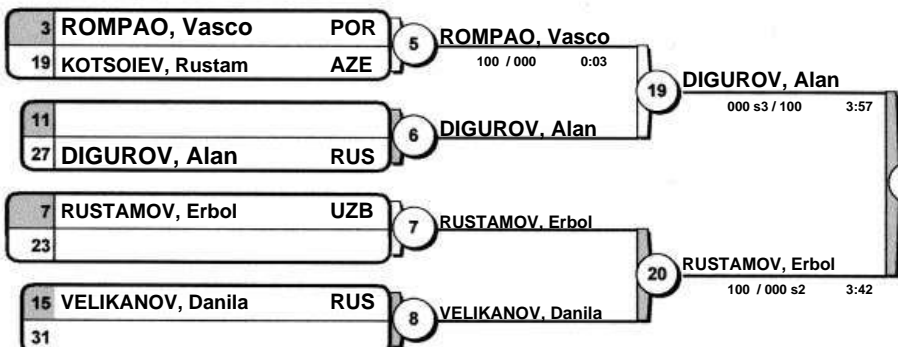 3 ROMPAO, Vasco POR
19 KOTSOIEV, Rustam AZE
5
ROMPAO, Vasco
100 / 000 0:03
11
27 DIGUROV, Alan RUS
6
DIGUROV, Alan
19
DIGUROV, Alan
000 s3 / 100 3:57
7 RUSTAMOV, Erbol UZB
23
7
RUSTAMOV, Erbol
15 VELIKANOV, Danila RUS
31
8
VELIKANOV, Danila
20
RUSTAMOV, Erbol
100 / 000 s2 3:42